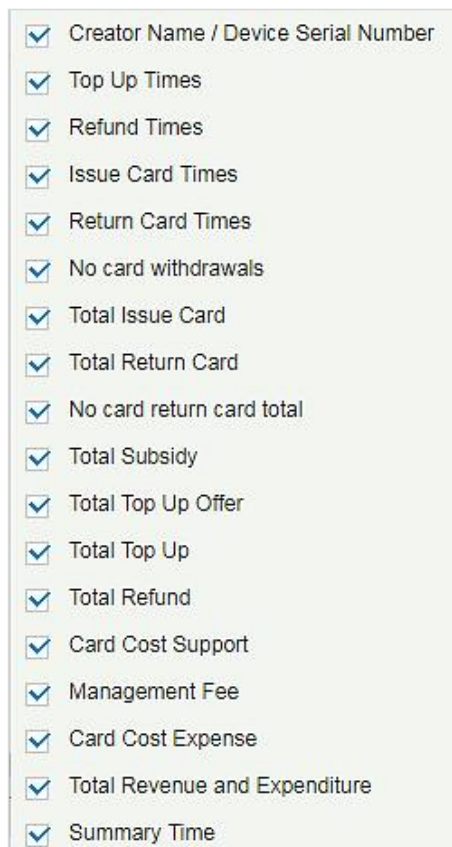 Creator Name / Device Serial Number
Top Up Times
Refund Times
Issue Card Times
Return Card Times
No card withdrawals
Total Issue Card
Total Return Card
No card return card total
Total Subsidy
Total Top Up Offer
Total Top Up
Total Refund
Card Cost Support
Management Fee
Card Cost Expense
Total Revenue and Expenditure
Summary Time